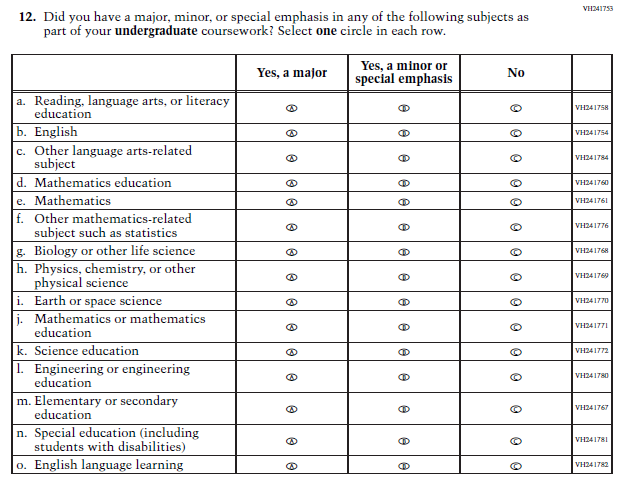 VH241753
12. Did you have a major, minor, or special emphasis in any of the following subjects as
part of your undergraduate coursework? Select one circle in each row.
Yes, a major
Yes, a minor or
special emphasis
No
a. Reading, language arts, or literacy
education
Ⓐ Ⓑ Ⓒ VH241758
b. English Ⓐ Ⓑ Ⓒ VH241754
c. Other language arts-related
subject
Ⓐ Ⓑ Ⓒ VH241784
d. Mathematics education Ⓐ Ⓑ Ⓒ VH241760
e. Mathematics Ⓐ Ⓑ Ⓒ VH241761
f. Other mathematics-related
subject such as statistics
Ⓐ Ⓑ Ⓒ VH241776
g. Biology or other life science Ⓐ Ⓑ Ⓒ VH241768
h. Physics, chemistry, or other
physical science
Ⓐ Ⓑ Ⓒ VH241769
i. Earth or space science Ⓐ Ⓑ Ⓒ VH241770
j. Mathematics or mathematics
education
Ⓐ Ⓑ Ⓒ VH241771
k. Science education Ⓐ Ⓑ Ⓒ VH241772
l. Engineering or engineering
education
Ⓐ Ⓑ Ⓒ VH241780
m. Elementary or secondary
education
Ⓐ Ⓑ Ⓒ VH241767
n. Special education (including
students with disabilities)
Ⓐ Ⓑ Ⓒ VH241781
o. English language learning Ⓐ Ⓑ Ⓒ VH241782